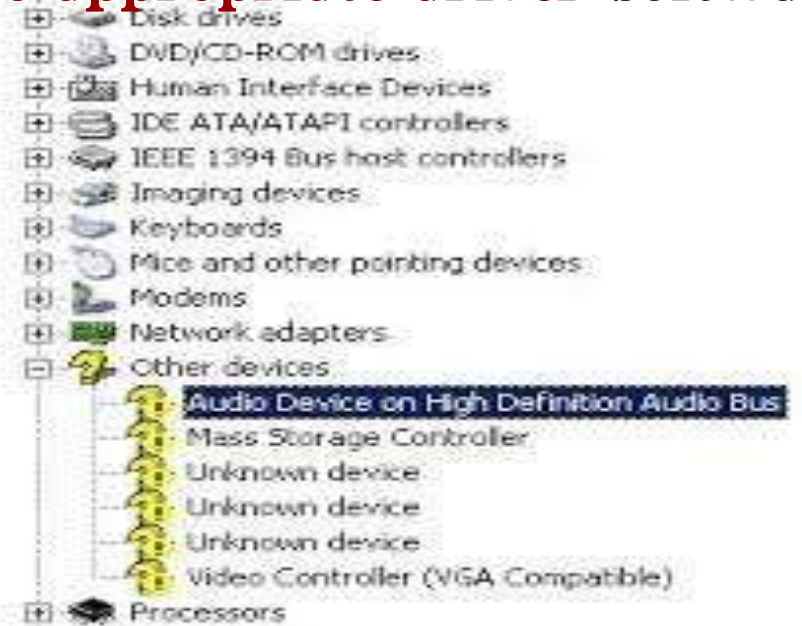 appropriate driver
Disk drives
DVD/CD-ROM drives
Human Interface Devices
IDE ATA/ATAPI controllers
IEEE 1394 Bus host controllers
Imaging devices
Keyboards
Mice and other pointing devices
Modems
Network adapters
Other devices
Audio Device on High Definition Audio Bus
Mass Storage Controller
Unknown device
Unknown device
Unknown device
Video Controller (VGA Compatible)
Processors